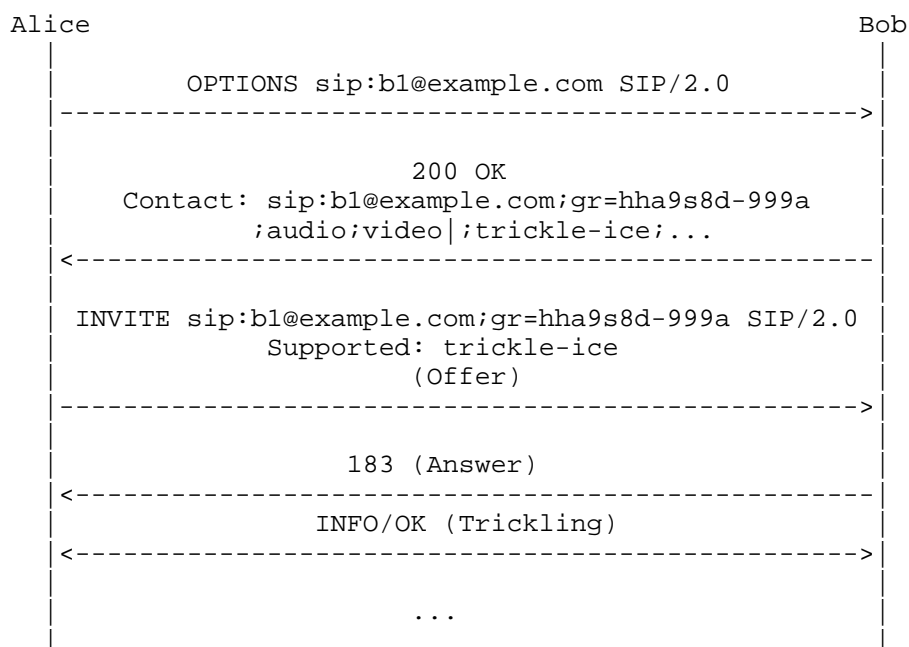 Alice Bob
OPTIONS sip:b1@example.com SIP/2.0
200 OK
Contact: sip:b1@example.com;gr=hha9s8d-999a
;audio;video|;trickle-ice;...
INVITE sip:b1@example.com;gr=hha9s8d-999a SIP/2.0
Supported: trickle-ice
(Offer)
183 (Answer)
INFO/OK (Trickling)
...